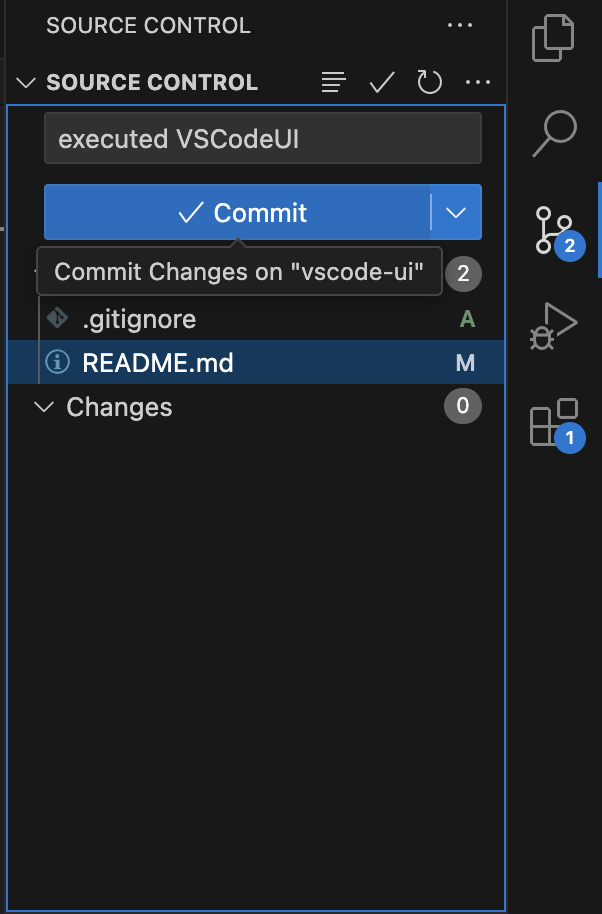 SOURCE CONTROL
SOURCE CONTROL
executed VSCodeUI
Commit
Commit Changes on "vscode-ui"
2
.gitignore A
README.md M
Changes 0
2
1